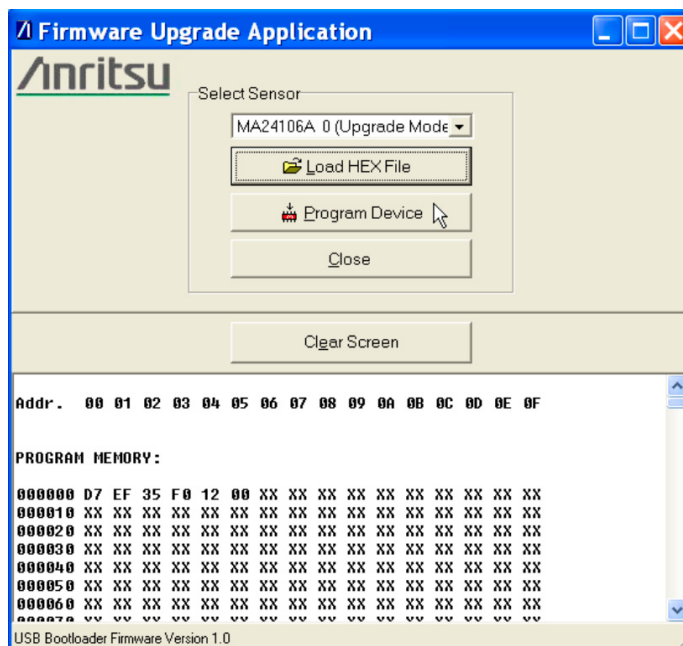 Firmware Upgrade Application
Anritsu
Select Sensor
MA24106A 0 (Upgrade Mode
Load HEX File
Program Device
Close
Clear Screen
Addr. 00 01 02 03 04 05 06 07 08 09 0A 0B 0C 0D 0E 0F
PROGRAM MEMORY:
000000 D7 EF 35 F0 12 00 XX XX XX XX XX XX XX XX XX XX
000010 XX XX XX XX XX XX XX XX XX XX XX XX XX XX XX XX
000020 XX XX XX XX XX XX XX XX XX XX XX XX XX XX XX XX
000030 XX XX XX XX XX XX XX XX XX XX XX XX XX XX XX XX
000040 XX XX XX XX XX XX XX XX XX XX XX XX XX XX XX XX
000050 XX XX XX XX XX XX XX XX XX XX XX XX XX XX XX XX
000060 XX XX XX XX XX XX XX XX XX XX XX XX XX XX XX XX
USB Bootloader Firmware Version 1.0